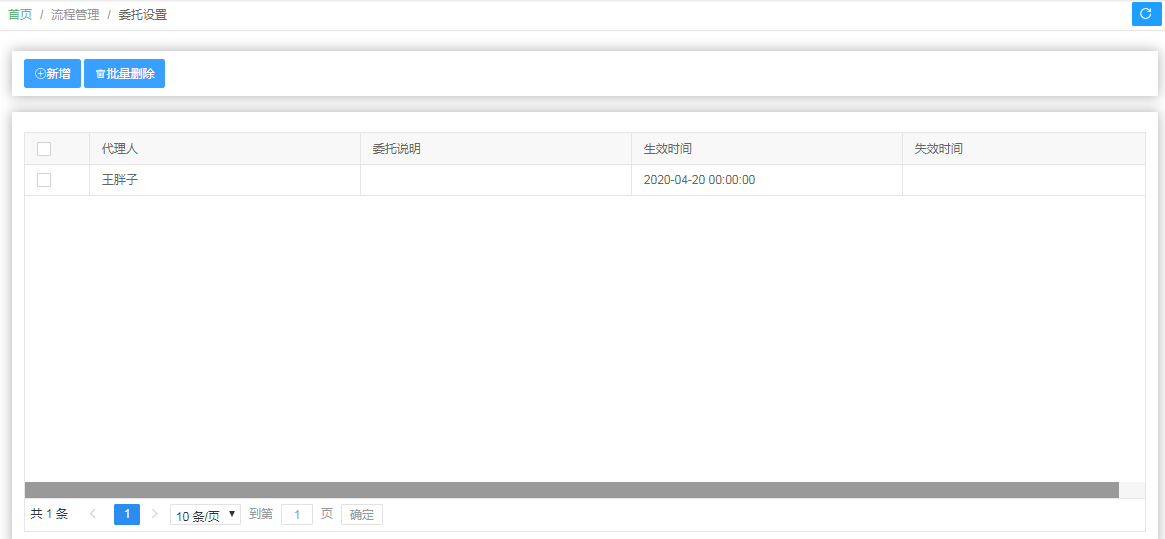 首页 / 流程管理 / 委托设置
新增 批量删除
代理人 委托说明 生效时间 失效时间
王胖子 2020-04-20 00:00:00
共 1 条 1 10 条/页 到第 1 页 确定